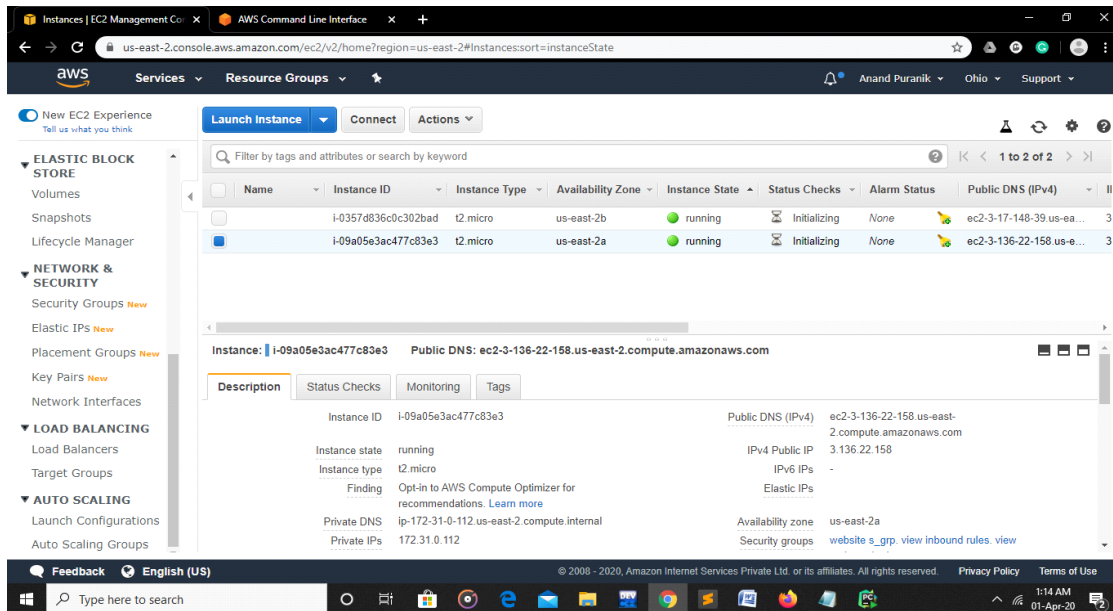 Instances | EC2 Management Cor
AWS Command Line Interface
us-east-2.console.aws.amazon.com/ec2/v2/home?region=us-east-2#Instances:sort=instanceState
aws Services Resource Groups Anand Puranik Ohio Support
New EC2 Experience
Tell us what you think
ELASTIC BLOCK STORE
Volumes
Snapshots
Lifecycle Manager
NETWORK & SECURITY
Security Groups New
Elastic IPs New
Placement Groups New
Key Pairs New
Network Interfaces
LOAD BALANCING
Load Balancers
Target Groups
AUTO SCALING
Launch Configurations
Auto Scaling Groups
Launch Instance Connect Actions
Filter by tags and attributes or search by keyword
1 to 2 of 2
Name Instance ID Instance Type Availability Zone Instance State Status Checks Alarm Status Public DNS (IPv4)
i-0357d836c0c302bad t2.micro us-east-2b running Initializing None ec2-3-17-148-39.us-ea... 3
i-09a05e3ac477c83e3 t2.micro us-east-2a running Initializing None ec2-3-136-22-158.us-e... 3
Instance: i-09a05e3ac477c83e3 Public DNS: ec2-3-136-22-158.us-east-2.compute.amazonaws.com
Description Status Checks Monitoring Tags
Instance ID i-09a05e3ac477c83e3
Instance state running
Instance type t2.micro
Finding Opt-in to AWS Compute Optimizer for
recommendations. Learn more
Private DNS ip-172-31-0-112.us-east-2.compute.internal
Private IPs 172.31.0.112
Public DNS (IPv4) ec2-3-136-22-158.us-east-
2.compute.amazonaws.com
IPv4 Public IP 3.136.22.158
IPv6 IPs -
Elastic IPs
Availability zone us-east-2a
Security groups website s_grp. view inbound rules. view
Feedback English (US) © 2008 - 2020, Amazon Internet Services Private Ltd. or its affiliates. All rights reserved. Privacy Policy Terms of Use
Type here to search
1:14 AM
01-Apr-20